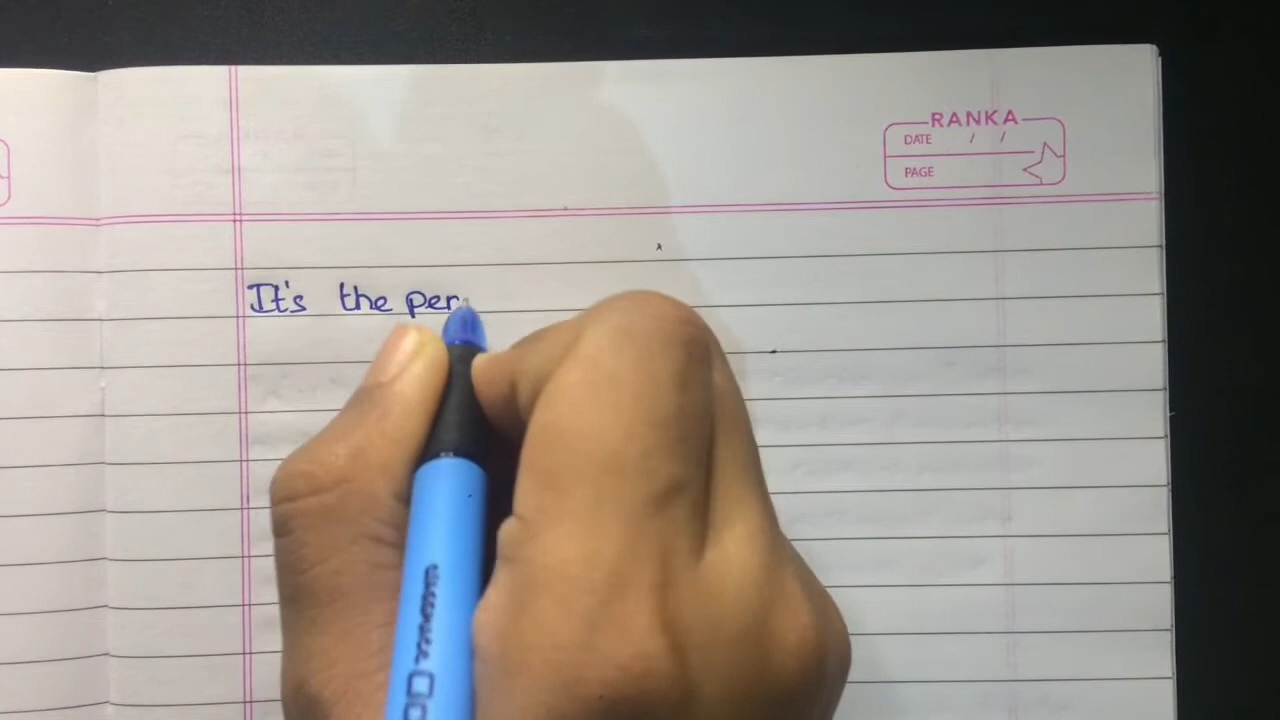 RANKA
DATE / /
PAGE
It's the per